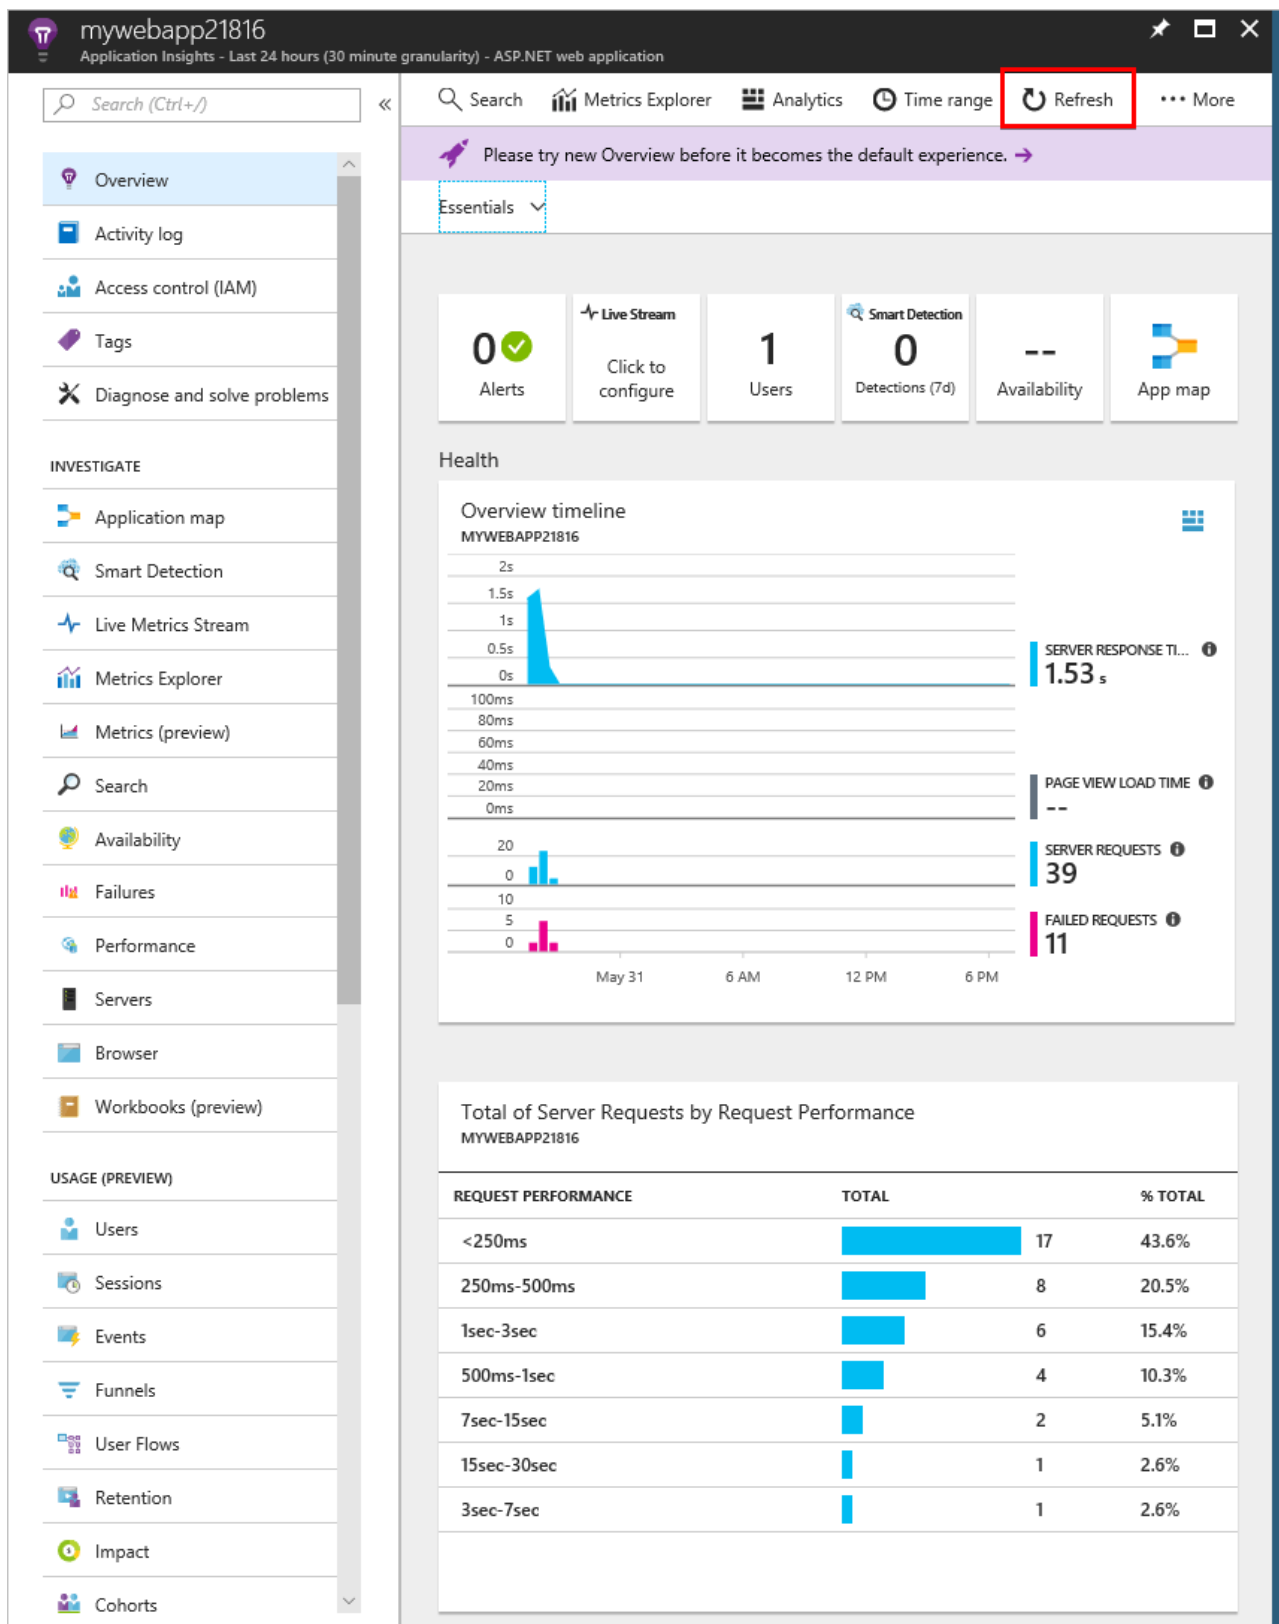 mywebapp21816
Application Insights - Last 24 hours (30 minute granularity) - ASP.NET web application
Search (Ctrl+/)
«
Overview
Activity log
Access control (IAM)
Tags
Diagnose and solve problems
INVESTIGATE
Application map
Smart Detection
Live Metrics Stream
Metrics Explorer
Metrics (preview)
Search
Availability
Failures
Performance
Servers
Browser
Workbooks (preview)
USAGE (PREVIEW)
Users
Sessions
Events
Funnels
User Flows
Retention
Impact
Cohorts
Search Metrics Explorer Analytics Time range Refresh ··· More
Please try new Overview before it becomes the default experience. →
Essentials
0
Alerts
Live Stream
Click to
configure
1
Users
Smart Detection
0
Detections (7d)
--
Availability
App map
Health
Overview timeline
MYWEBAPP21816
2s
1.5s
1s
0.5s
0s
SERVER RESPONSE TI...
1.53 s
100ms
80ms
60ms
40ms
20ms
0ms
PAGE VIEW LOAD TIME
--
20
0
SERVER REQUESTS
39
10
5
0
FAILED REQUESTS
11
May 31 6 AM 12 PM 6 PM
Total of Server Requests by Request Performance
MYWEBAPP21816
REQUEST PERFORMANCE TOTAL % TOTAL
<250ms 17 43.6%
250ms-500ms 8 20.5%
1sec-3sec 6 15.4%
500ms-1sec 4 10.3%
7sec-15sec 2 5.1%
15sec-30sec 1 2.6%
3sec-7sec 1 2.6%